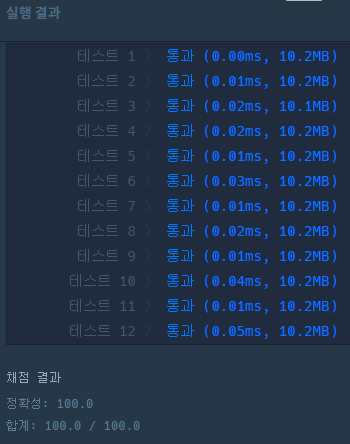 실행 결과
테스트 1 〉 통과 (0.00ms, 10.2MB)
테스트 2 〉 통과 (0.01ms, 10.2MB)
테스트 3 〉 통과 (0.02ms, 10.1MB)
테스트 4 〉 통과 (0.02ms, 10.2MB)
테스트 5 〉 통과 (0.01ms, 10.2MB)
테스트 6 〉 통과 (0.03ms, 10.2MB)
테스트 7 〉 통과 (0.01ms, 10.2MB)
테스트 8 〉 통과 (0.02ms, 10.2MB)
테스트 9 〉 통과 (0.01ms, 10.2MB)
테스트 10 〉 통과 (0.04ms, 10.2MB)
테스트 11 〉 통과 (0.01ms, 10.2MB)
테스트 12 〉 통과 (0.05ms, 10.2MB)
채점 결과
정확성: 100.0
합계: 100.0 / 100.0